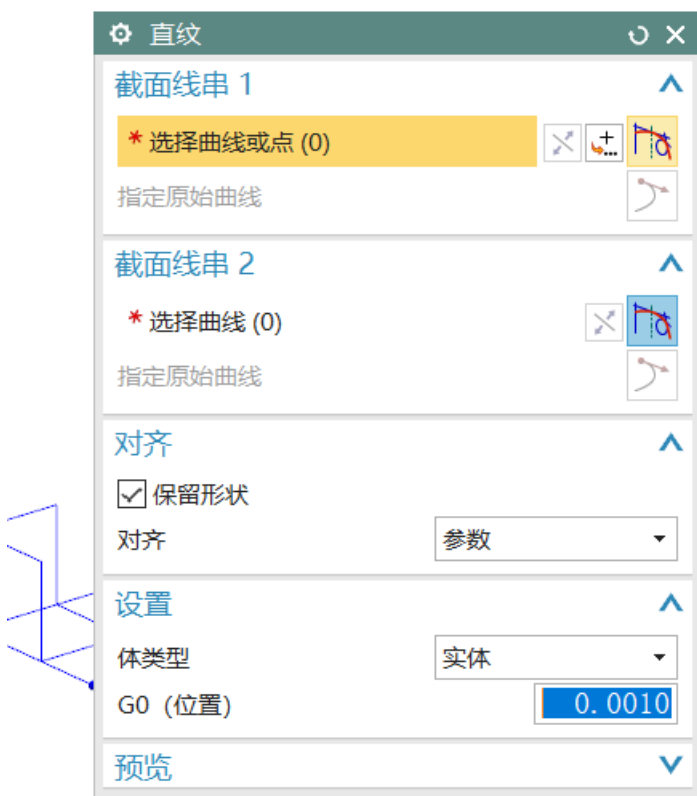 直纹
截面线串 1
* 选择曲线或点 (0)
指定原始曲线
截面线串 2
* 选择曲线 (0)
指定原始曲线
对齐
保留形状
对齐 参数
设置
体类型 实体
G0 (位置) 0.0010
预览